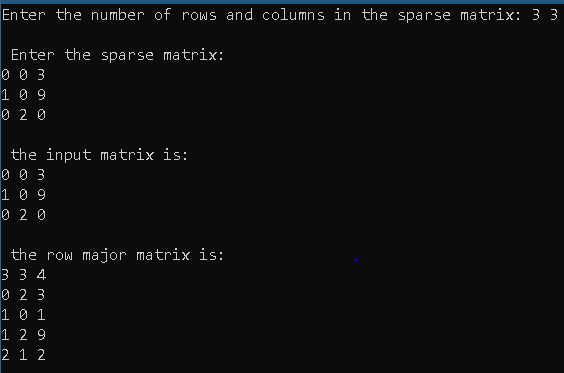 Enter the number of rows and columns in the sparse matrix: 3 3
Enter the sparse matrix:
0 0 3
1 0 9
0 2 0
the input matrix is:
0 0 3
1 0 9
0 2 0
the row major matrix is:
3 3 4
0 2 3
1 0 1
1 2 9
2 1 2